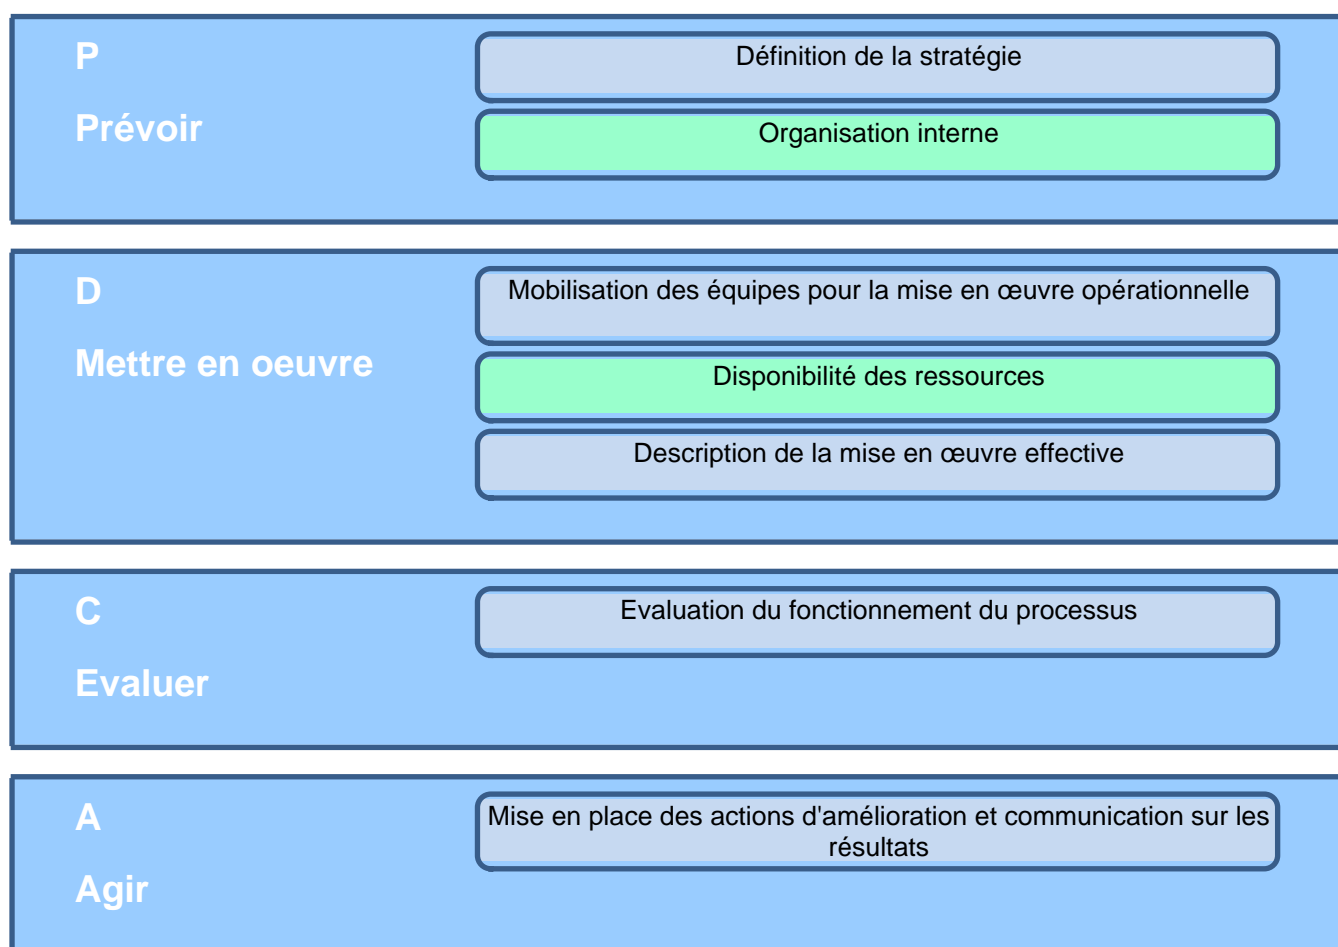 P
Prévoir
Définition de la stratégie
Organisation interne
D
Mettre en oeuvre
Mobilisation des équipes pour la mise en œuvre opérationnelle
Disponibilité des ressources
Description de la mise en œuvre effective
C
Evaluer
Evaluation du fonctionnement du processus
A
Agir
Mise en place des actions d'amélioration et communication sur les
résultats